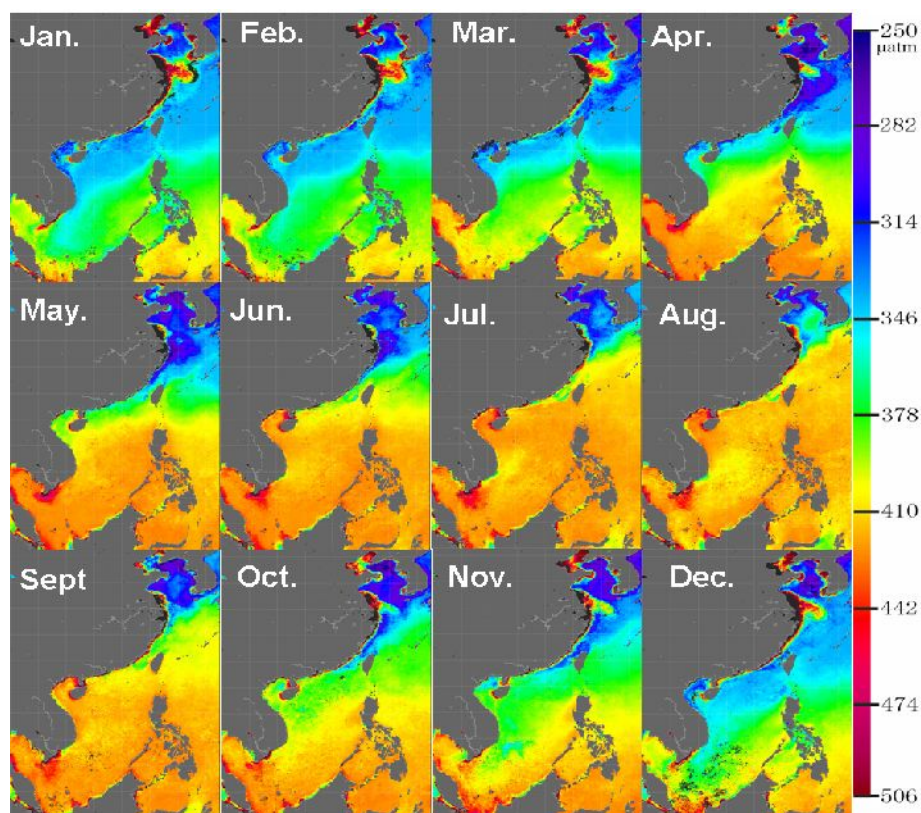 Jan.
Feb.
Mar.
Apr.
May.
Jun.
Jul.
Aug.
Sept
Oct.
Nov.
Dec.
250
μatm
282
314
346
378
410
442
474
506